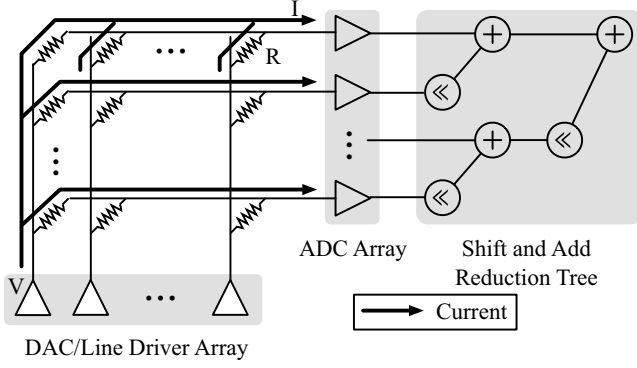 I
R
ADC Array
Shift and Add
Reduction Tree
V
Current
DAC/Line Driver Array